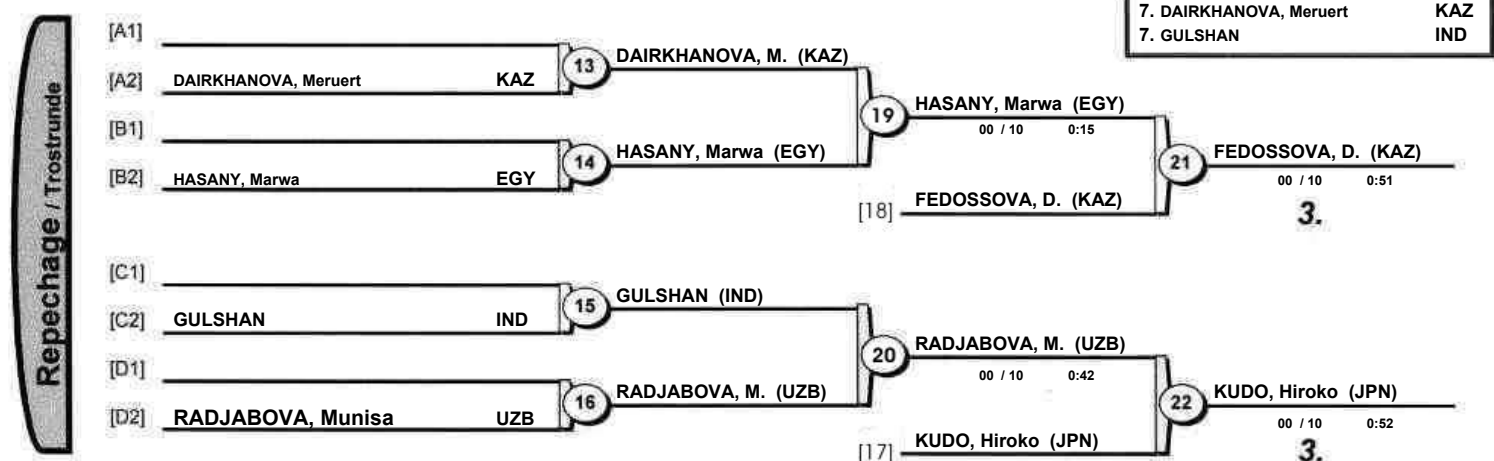 7. DAIRKHANOVA, Meruert KAZ
7. GULSHAN IND
Repechage / Trostrunde
[A1]
[A2] DAIRKHANOVA, Meruert KAZ
13 DAIRKHANOVA, M. (KAZ)
[B1]
[B2] HASANY, Marwa EGY
14 HASANY, Marwa (EGY)
19 HASANY, Marwa (EGY)
00 / 10 0:15
[18] FEDOSSOVA, D. (KAZ)
21 FEDOSSOVA, D. (KAZ)
00 / 10 0:51
3.
[C1]
[C2] GULSHAN IND
15 GULSHAN (IND)
[D1]
[D2] RADJABOVA, Munisa UZB
16 RADJABOVA, M. (UZB)
20 RADJABOVA, M. (UZB)
00 / 10 0:42
[17] KUDO, Hiroko (JPN)
22 KUDO, Hiroko (JPN)
00 / 10 0:52
3.